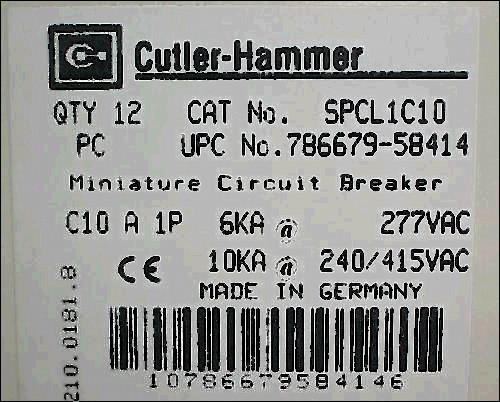 Cutler-Hammer
QTY 12 CAT No. SPCL1C10
PC UPC No.786679-58414
Miniature Circuit Breaker
C10 A 1P 6KA @ 277VAC
CE 10KA @ 240/415VAC
MADE IN GERMANY
210.0181.8
10786679584146